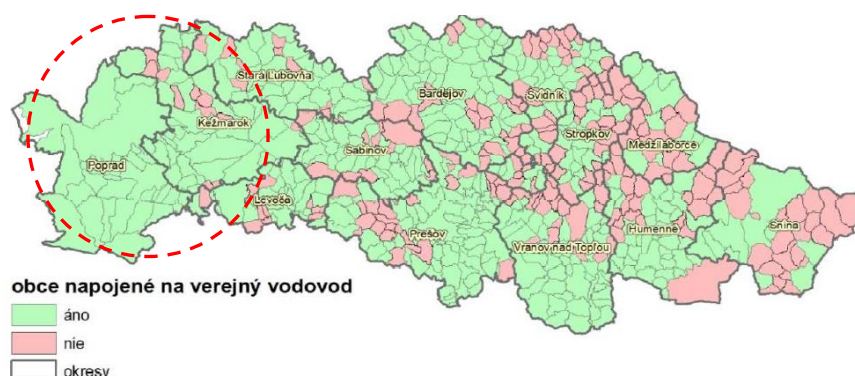 Stará Ľubovňa
Bardejov
Svidník
Kežmarok
Stropkov
Medzilaborce
Sabinov
Poprad
Levoča
Prešov
Humenné
Snina
Vranov nad Topľou
obce napojené na verejný vodovod
áno
nie
okresy